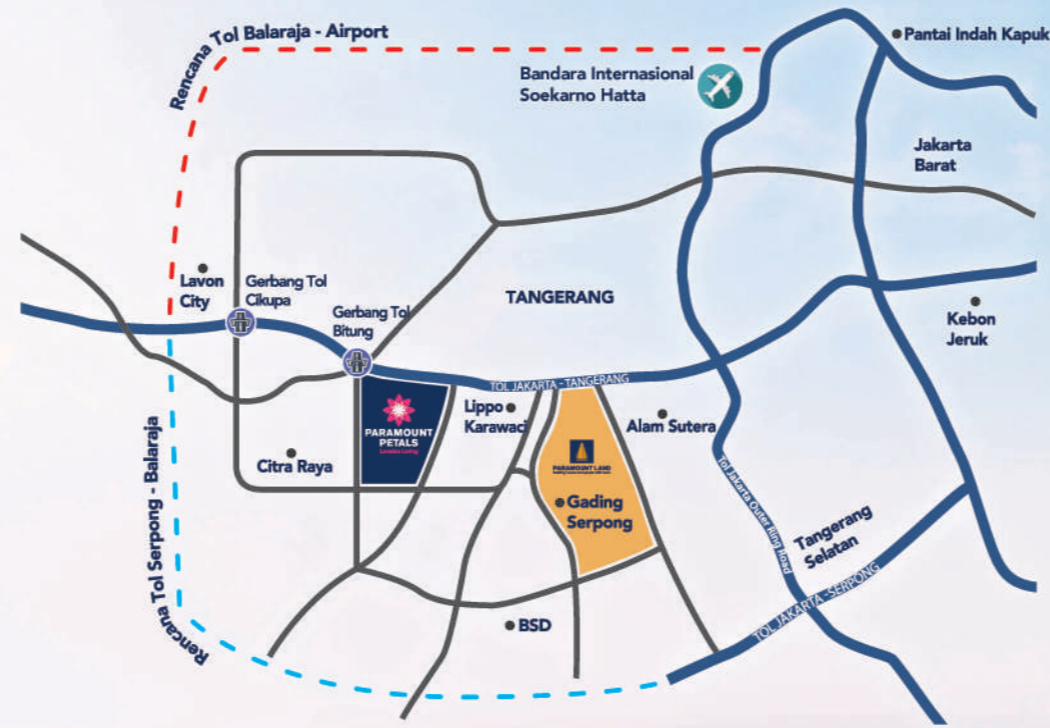 Rencana Tol Balaraja - Airport
Pantai Indah Kapuk
Bandara Internasional
Soekarno Hatta
Jakarta
Barat
Lavon
City
Gerbang Tol
Cikupa
Gerbang Tol
Bitung
TANGERANG
Kebon
Jeruk
TOL JAKARTA - TANGERANG
PARAMOUNT
PETALS
Lippo
Karawaci
Alam Sutera
Citra Raya
PARAMOUNT LAND
Gading
Serpong
Tol Jakarta Outer Ring Road
Tangerang
Selatan
TOL JAKARTA - SERPONG
BSD
Rencana Tol Serpong - Balaraja